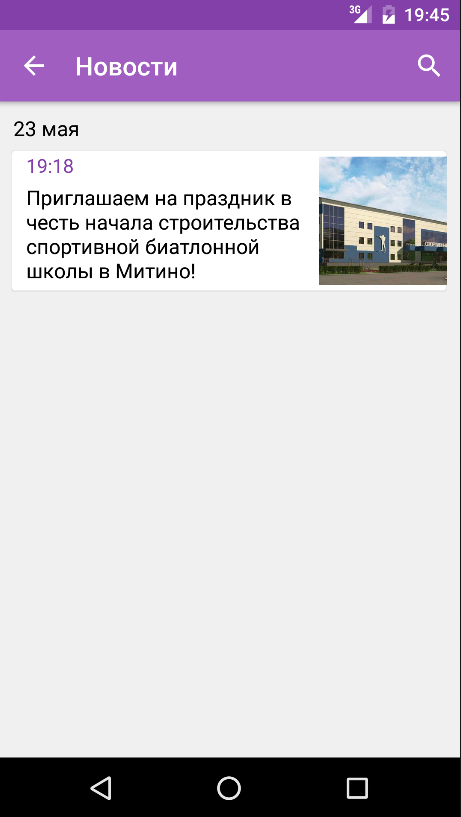 3G 19:45
Новости
23 мая
19:18
Приглашаем на праздник в
честь начала строительства
спортивной биатлонной
школы в Митино!